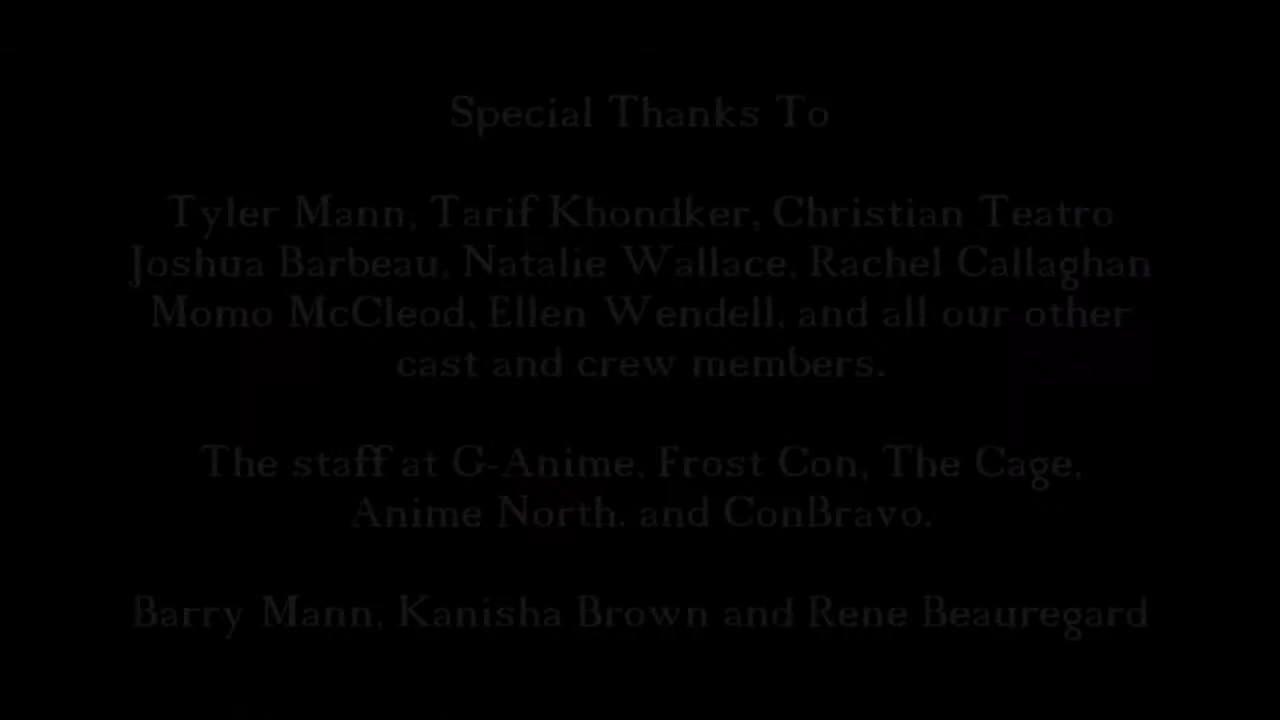 Special Thanks To
Tyler Mann, Tarif Khondker, Christian Teatro
Joshua Barbeau, Natalie Wallace, Rachel Callaghan
Momo McCleod, Ellen Wendell, and all our other
cast and crew members.
The staff at G-Anime, Frost Con, The Cage,
Anime North, and ConBravo.
Barry Mann, Kanisha Brown and Rene Beauregard